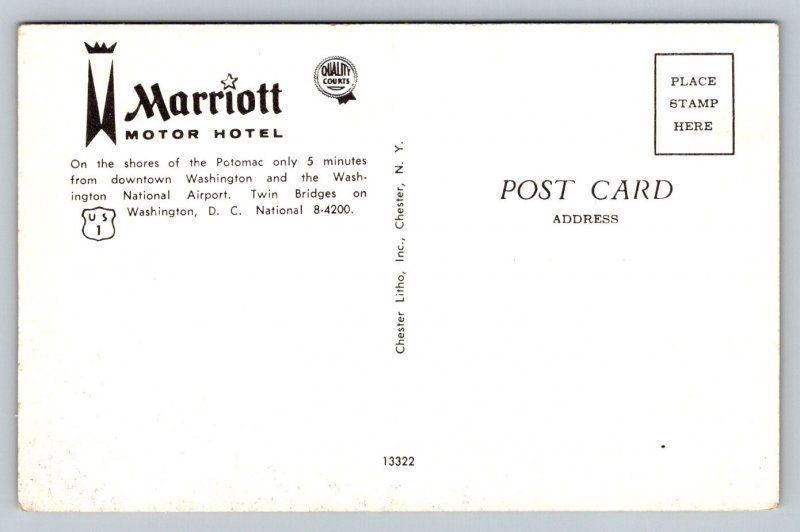 Marriott
MOTOR HOTEL
QUALITY
COURTS
On the shores of the Potomac only 5 minutes
from downtown Washington and the Wash-
ington National Airport. Twin Bridges on
US
1
Washington, D. C. National 8-4200.
Chester Litho, Inc., Chester, N. Y.
13322
PLACE
STAMP
HERE
POST CARD
ADDRESS